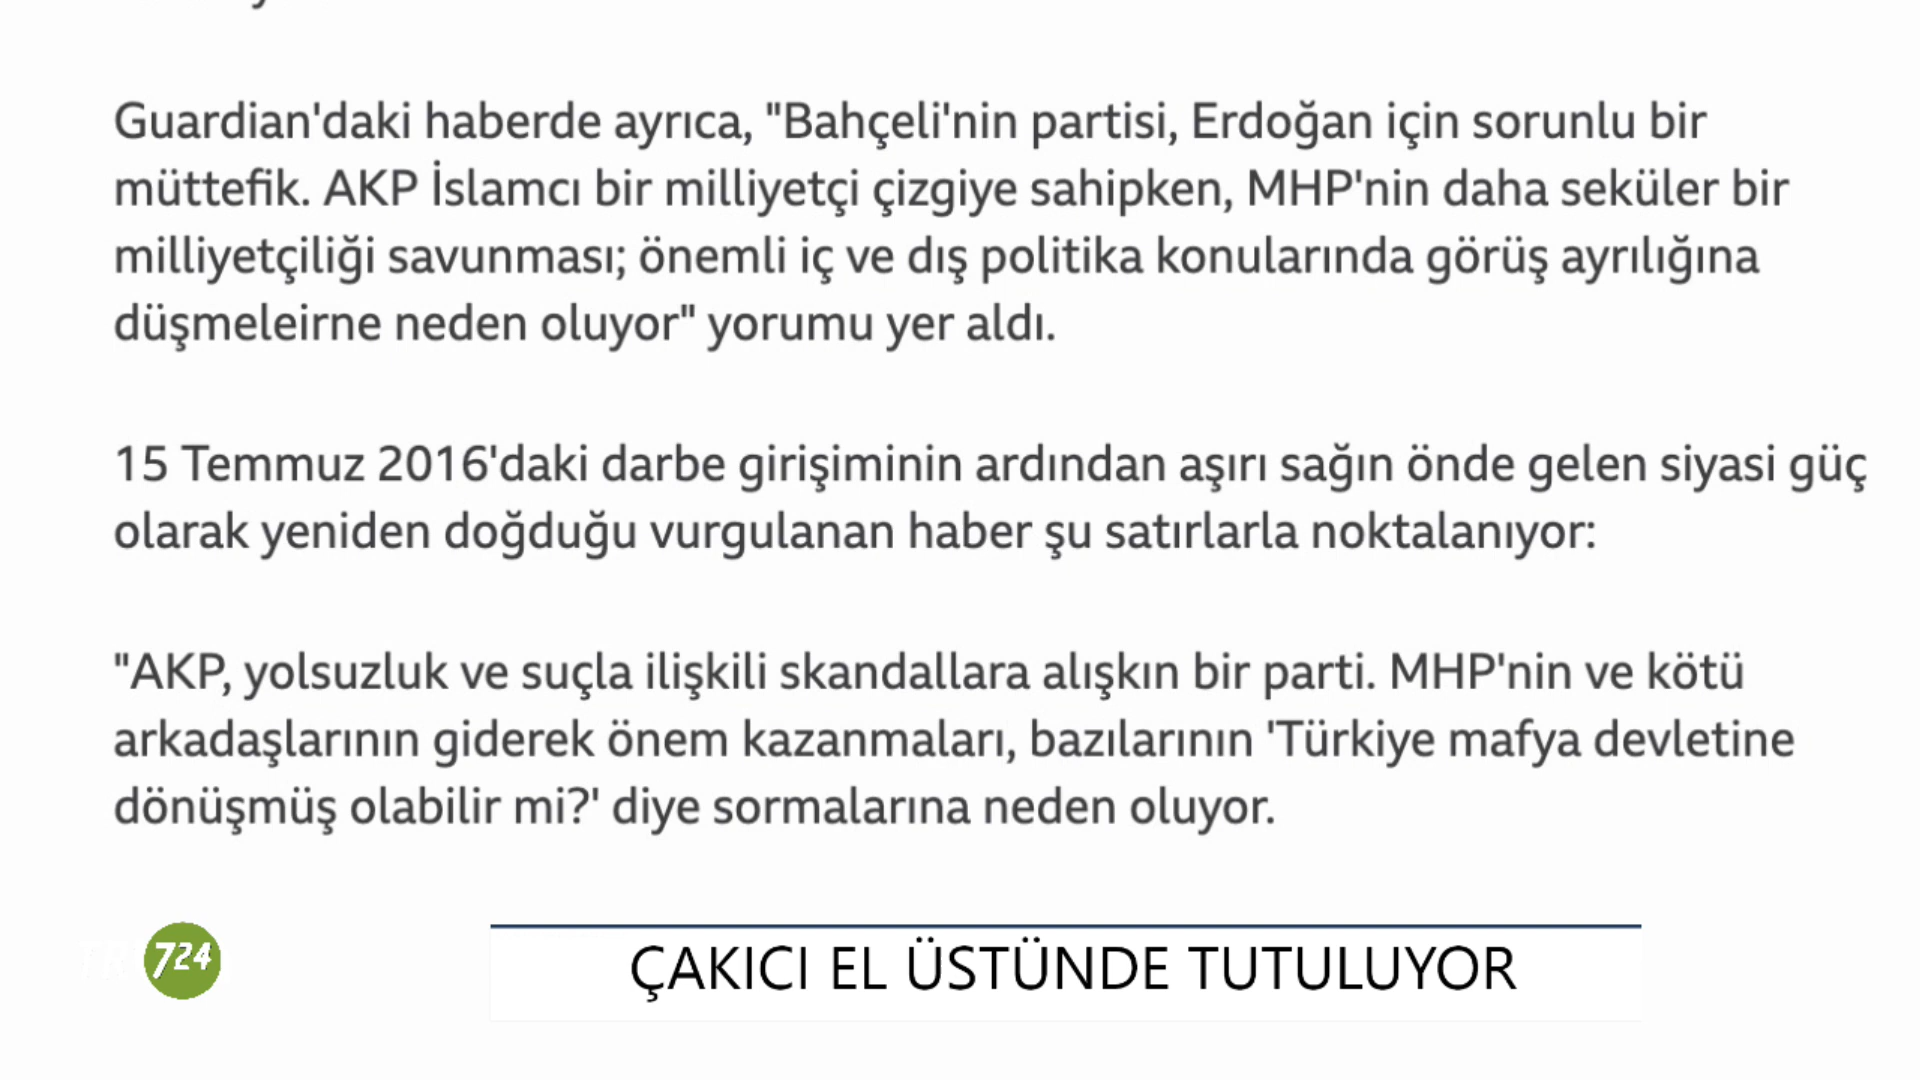 Guardian'daki haberde ayrıca, "Bahçeli'nin partisi, Erdoğan için sorunlu bir
müttefik. AKP İslamcı bir milliyetçi çizgiye sahipken, MHP'nin daha seküler bir
milliyetçiliği savunması; önemli iç ve dış politika konularında görüş ayrılığına
düşmeleirne neden oluyor" yorumu yer aldı.
15 Temmuz 2016'daki darbe girişiminin ardından aşırı sağın önde gelen siyasi güç
olarak yeniden doğduğu vurgulanan haber şu satırlarla noktalanıyor:
"AKP, yolsuzluk ve suçla ilişkili skandallara alışkın bir parti. MHP'nin ve kötü
arkadaşlarının giderek önem kazanmaları, bazılarının 'Türkiye mafya devletine
dönüşmüş olabilir mi?' diye sormalarına neden oluyor.
TR 724
ÇAKICI EL ÜSTÜNDE TUTULUYOR